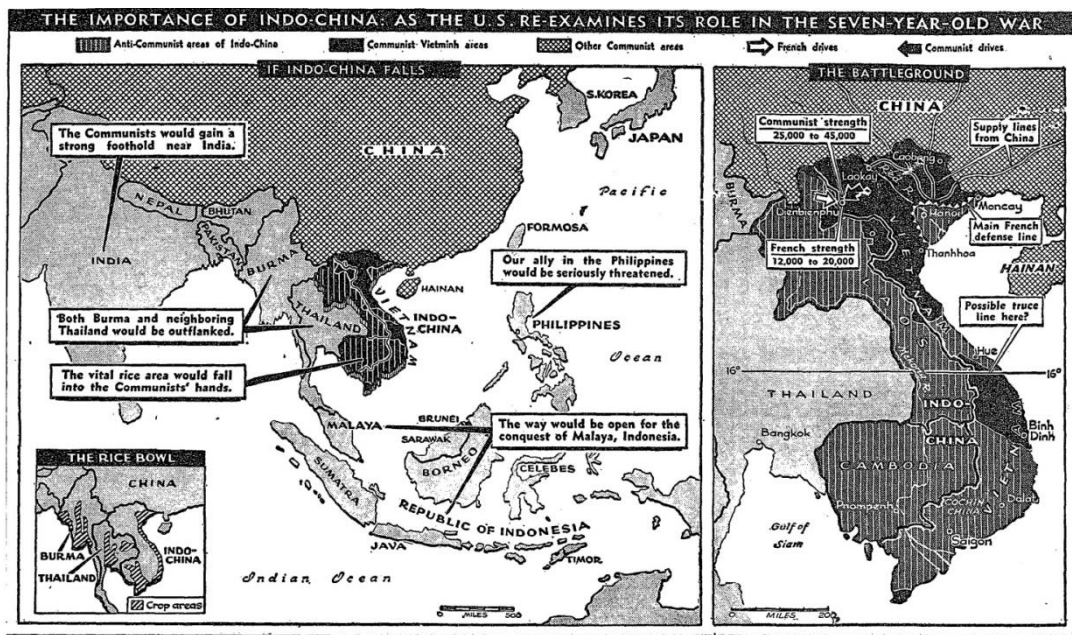 THE IMPORTANCE OF INDO-CHINA: AS THE U.S. RE-EXAMINES ITS ROLE IN THE SEVEN-YEAR-OLD WAR
Anti-Communist areas of Indo-China
Communist-Vietminh areas
Other Communist areas
French drives
Communist drives
IF INDO-CHINA FALLS
The Communists would gain a
strong foothold near India.
S. KOREA
JAPAN
CHINA
Pacific
NEPAL
BHUTAN
PAKISTAN
INDIA
BURMA
FORMOSA
Our ally in the Philippines
would be seriously threatened.
HAINAN
VIETNAM
THAILAND
INDO-
CHINA
PHILIPPINES
Both Burma and neighboring
Thailand would be outflanked.
Ocean
The vital rice area would fall
into the Communists' hands.
MALAYA
BRUNEI
SARAWAK
The way would be open for the
conquest of Malaya, Indonesia.
BORNEO
CELEBES
SUMATRA
REPUBLIC OF INDONESIA
JAVA
TIMOR
Indian Ocean
0 MILES 500
THE RICE BOWL
CHINA
BURMA
INDO-
CHINA
THAILAND
Crop areas
THE BATTLEGROUND
CHINA
Communist strength
25,000 to 45,000
Supply lines
from China
Caobang
Laokay
BURMA
Dienbienphu
Hanoi
Moncay
Main French
defense line
French strength
12,000 to 20,000
Thanhhoa
HAINAN
VIETNAM
LAOS
Possible truce
line here?
Mekong R.
Hue
16°
16°
THAILAND
INDO-
CHINA
Binh
Dinh
Bangkok
CAMBODIA
VIETNAM
Pnompenh
COCHIN
CHINA
Dalat
Gulf of
Siam
Saigon
0 MILES 200